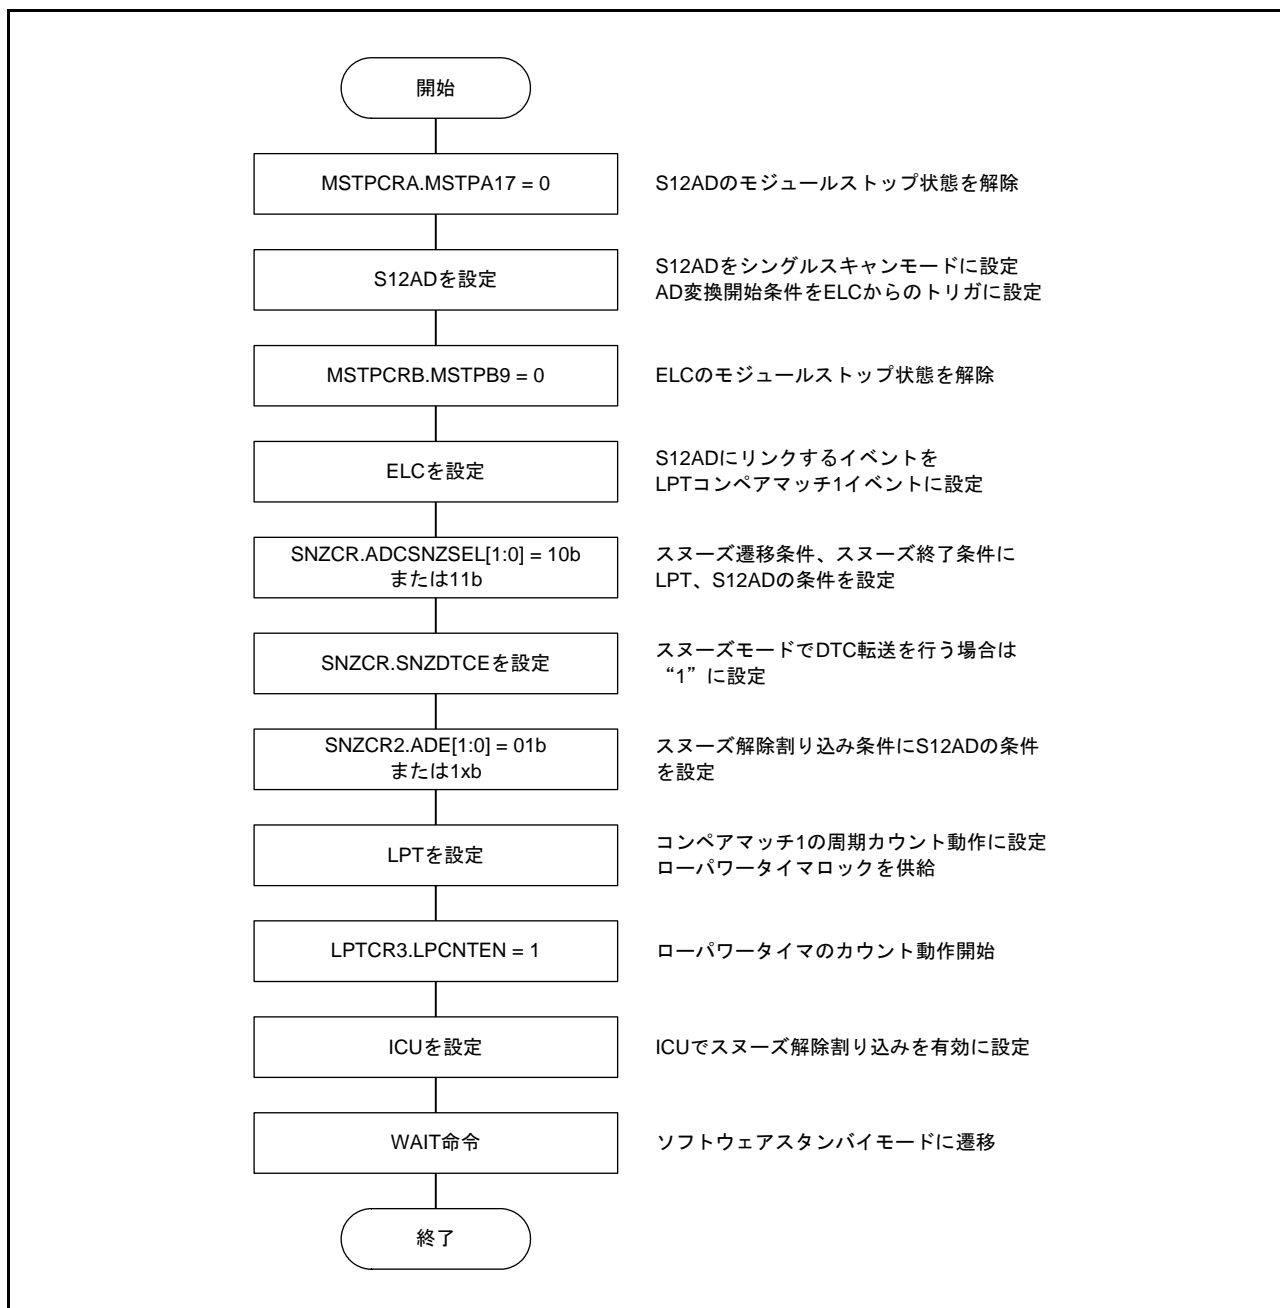 開始
MSTPCRA.MSTPA17 = 0
S12ADのモジュールストップ状態を解除
S12ADを設定
S12ADをシングルスキャンモードに設定
AD変換開始条件をELCからのトリガに設定
MSTPCRB.MSTPB9 = 0
ELCのモジュールストップ状態を解除
ELCを設定
S12ADにリンクするイベントを
LPTコンペアマッチ1イベントに設定
SNZCR.ADCSNZSEL[1:0] = 10b
または11b
スヌーズ遷移条件、スヌーズ終了条件に
LPT、S12ADの条件を設定
SNZCR.SNZDTCEを設定
スヌーズモードでDTC転送を行う場合は
“1”に設定
SNZCR2.ADE[1:0] = 01b
または1xb
スヌーズ解除割り込み条件にS12ADの条件
を設定
LPTを設定
コンペアマッチ1の周期カウント動作に設定
ローパワータイマロックを供給
LPTCR3.LPCNTEN = 1
ローパワータイマのカウント動作開始
ICUを設定
ICUでスヌーズ解除割り込みを有効に設定
WAIT命令
ソフトウェアスタンバイモードに遷移
終了